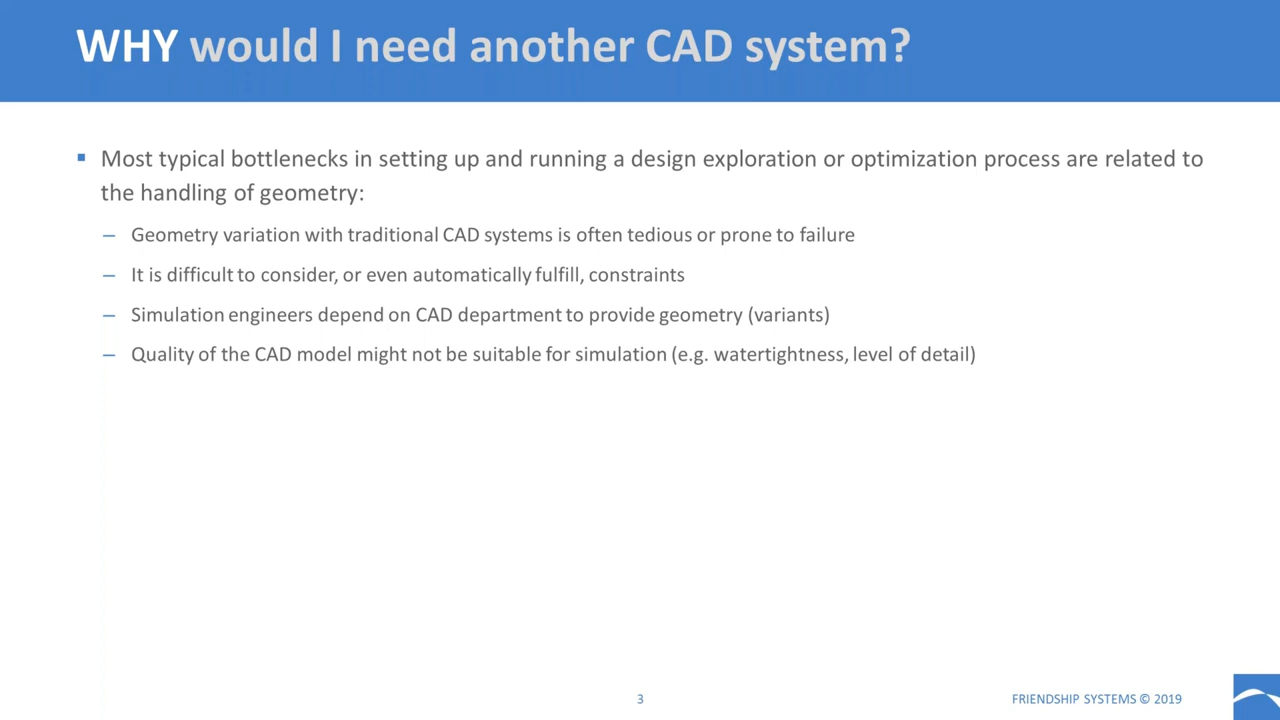 WHY would I need another CAD system?
▪ Most typical bottlenecks in setting up and running a design exploration or optimization process are related to
the handling of geometry:
– Geometry variation with traditional CAD systems is often tedious or prone to failure
– It is difficult to consider, or even automatically fulfill, constraints
– Simulation engineers depend on CAD department to provide geometry (variants)
– Quality of the CAD model might not be suitable for simulation (e.g. watertightness, level of detail)
3
FRIENDSHIP SYSTEMS © 2019